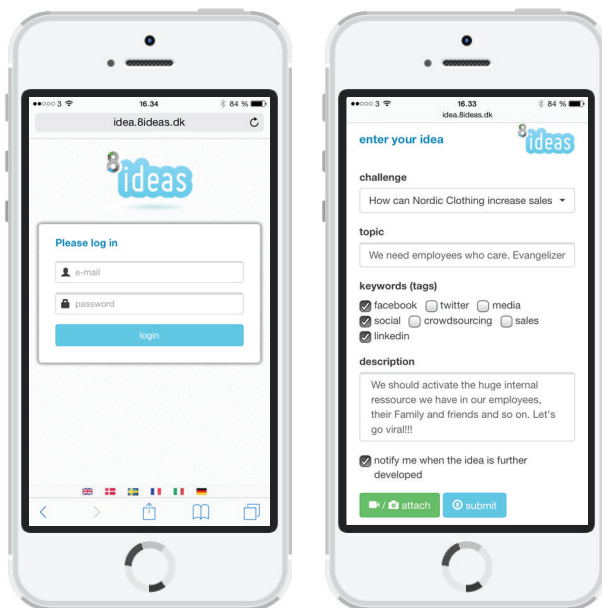 3 16.34 84 %
idea.8ideas.dk
8
ideas
Please log in
e-mail
password
login
3 16.33 84 %
idea.8ideas.dk
enter your idea
8
ideas
challenge
How can Nordic Clothing increase sales
topic
We need employees who care. Evangelizer
keywords (tags)
facebook twitter media
social crowdsourcing sales
linkedin
description
We should activate the huge internal
ressource we have in our employees,
their Family and friends and so on. Let's
go viral!!!
notify me when the idea is further
developed
/ attach submit